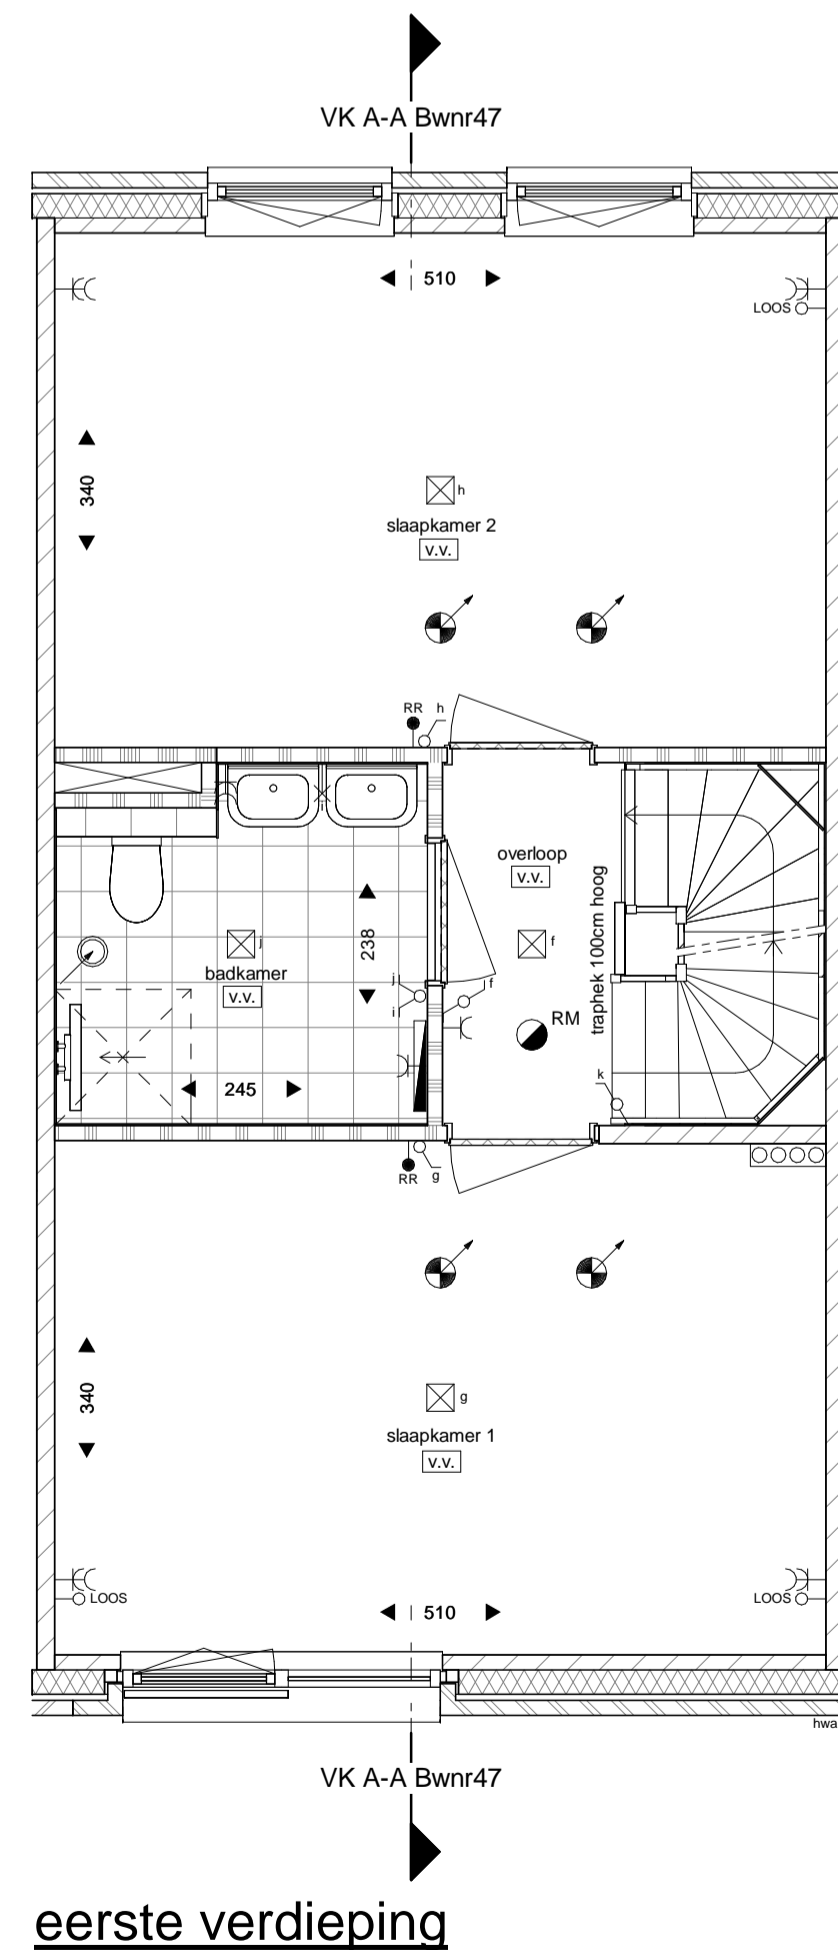 VK A-A Bwnr47
510
LOOS
340
h
slaapkamer 2
v.v.
RR h
overloop
v.v.
traphek 100cm hoog
238
j
f
badkamer
v.v.
j
i
f
RM
k
245
RR
g
340
g
slaapkamer 1
v.v.
LOOS
LOOS
510
hwa
VK A-A Bwnr47
eerste verdieping